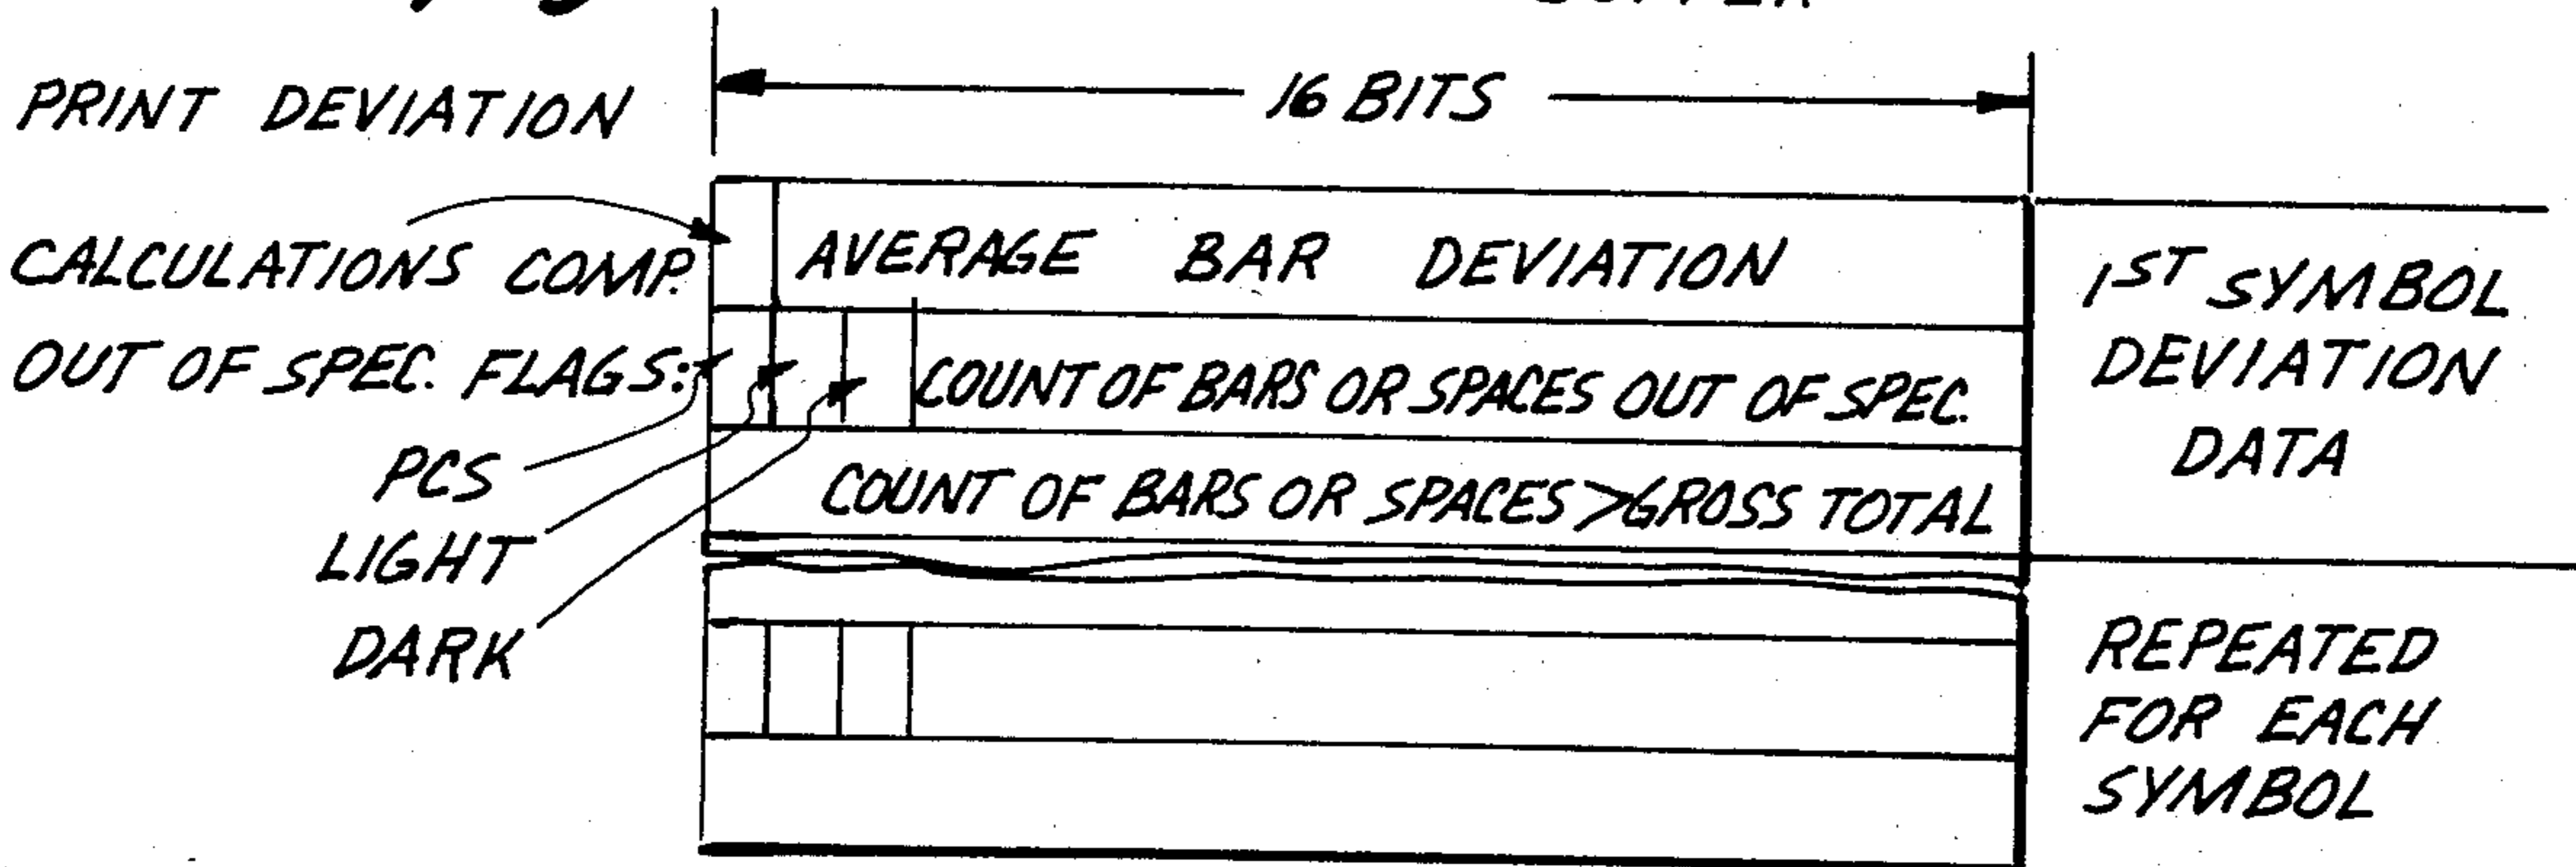 PRINT DEVIATION
16 BITS
CALCULATIONS COMP.
AVERAGE BAR DEVIATION
OUT OF SPEC. FLAGS:
COUNT OF BARS OR SPACES OUT OF SPEC.
PCS
LIGHT
DARK
COUNT OF BARS OR SPACES>GROSS TOTAL
1ST SYMBOL
DEVIATION
DATA
REPEATED
FOR EACH
SYMBOL